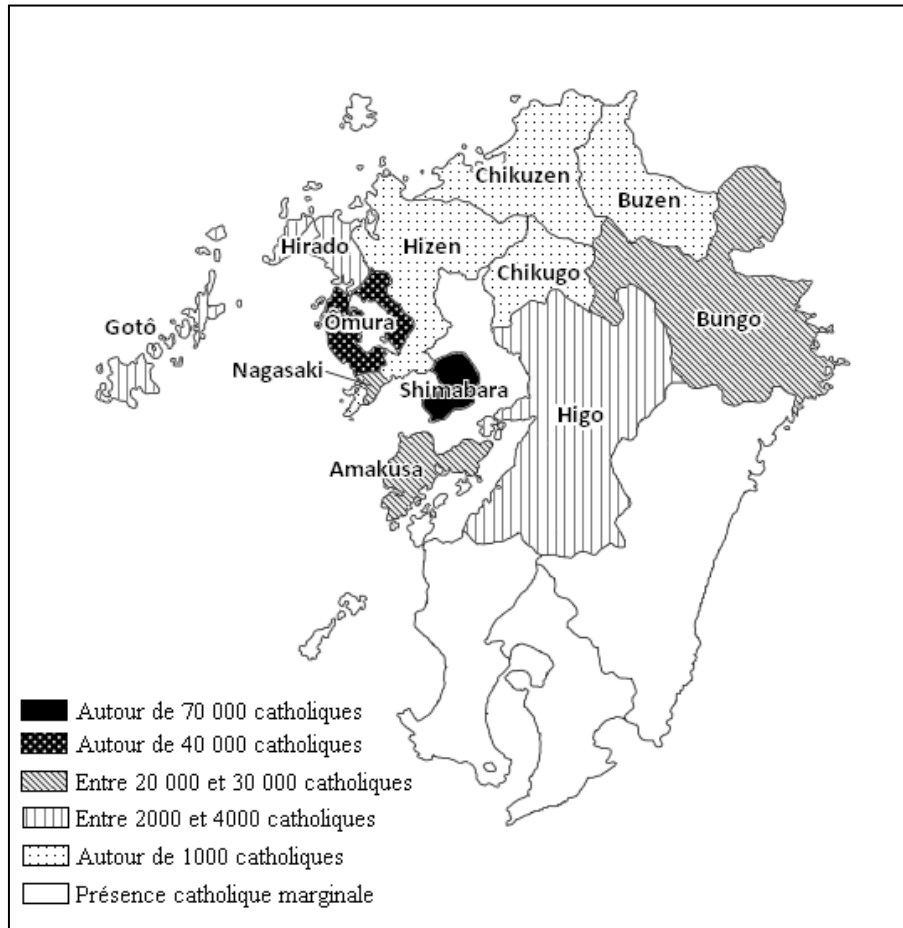 Chikuzen
Buzen
Hirado
Hizen
Chikugo
Ômura
Bungo
Gotô
Nagasaki
Shimabara
Higo
Amakusa
Autour de 70 000 catholiques
Autour de 40 000 catholiques
Entre 20 000 et 30 000 catholiques
Entre 2000 et 4000 catholiques
Autour de 1000 catholiques
Présence catholique marginale